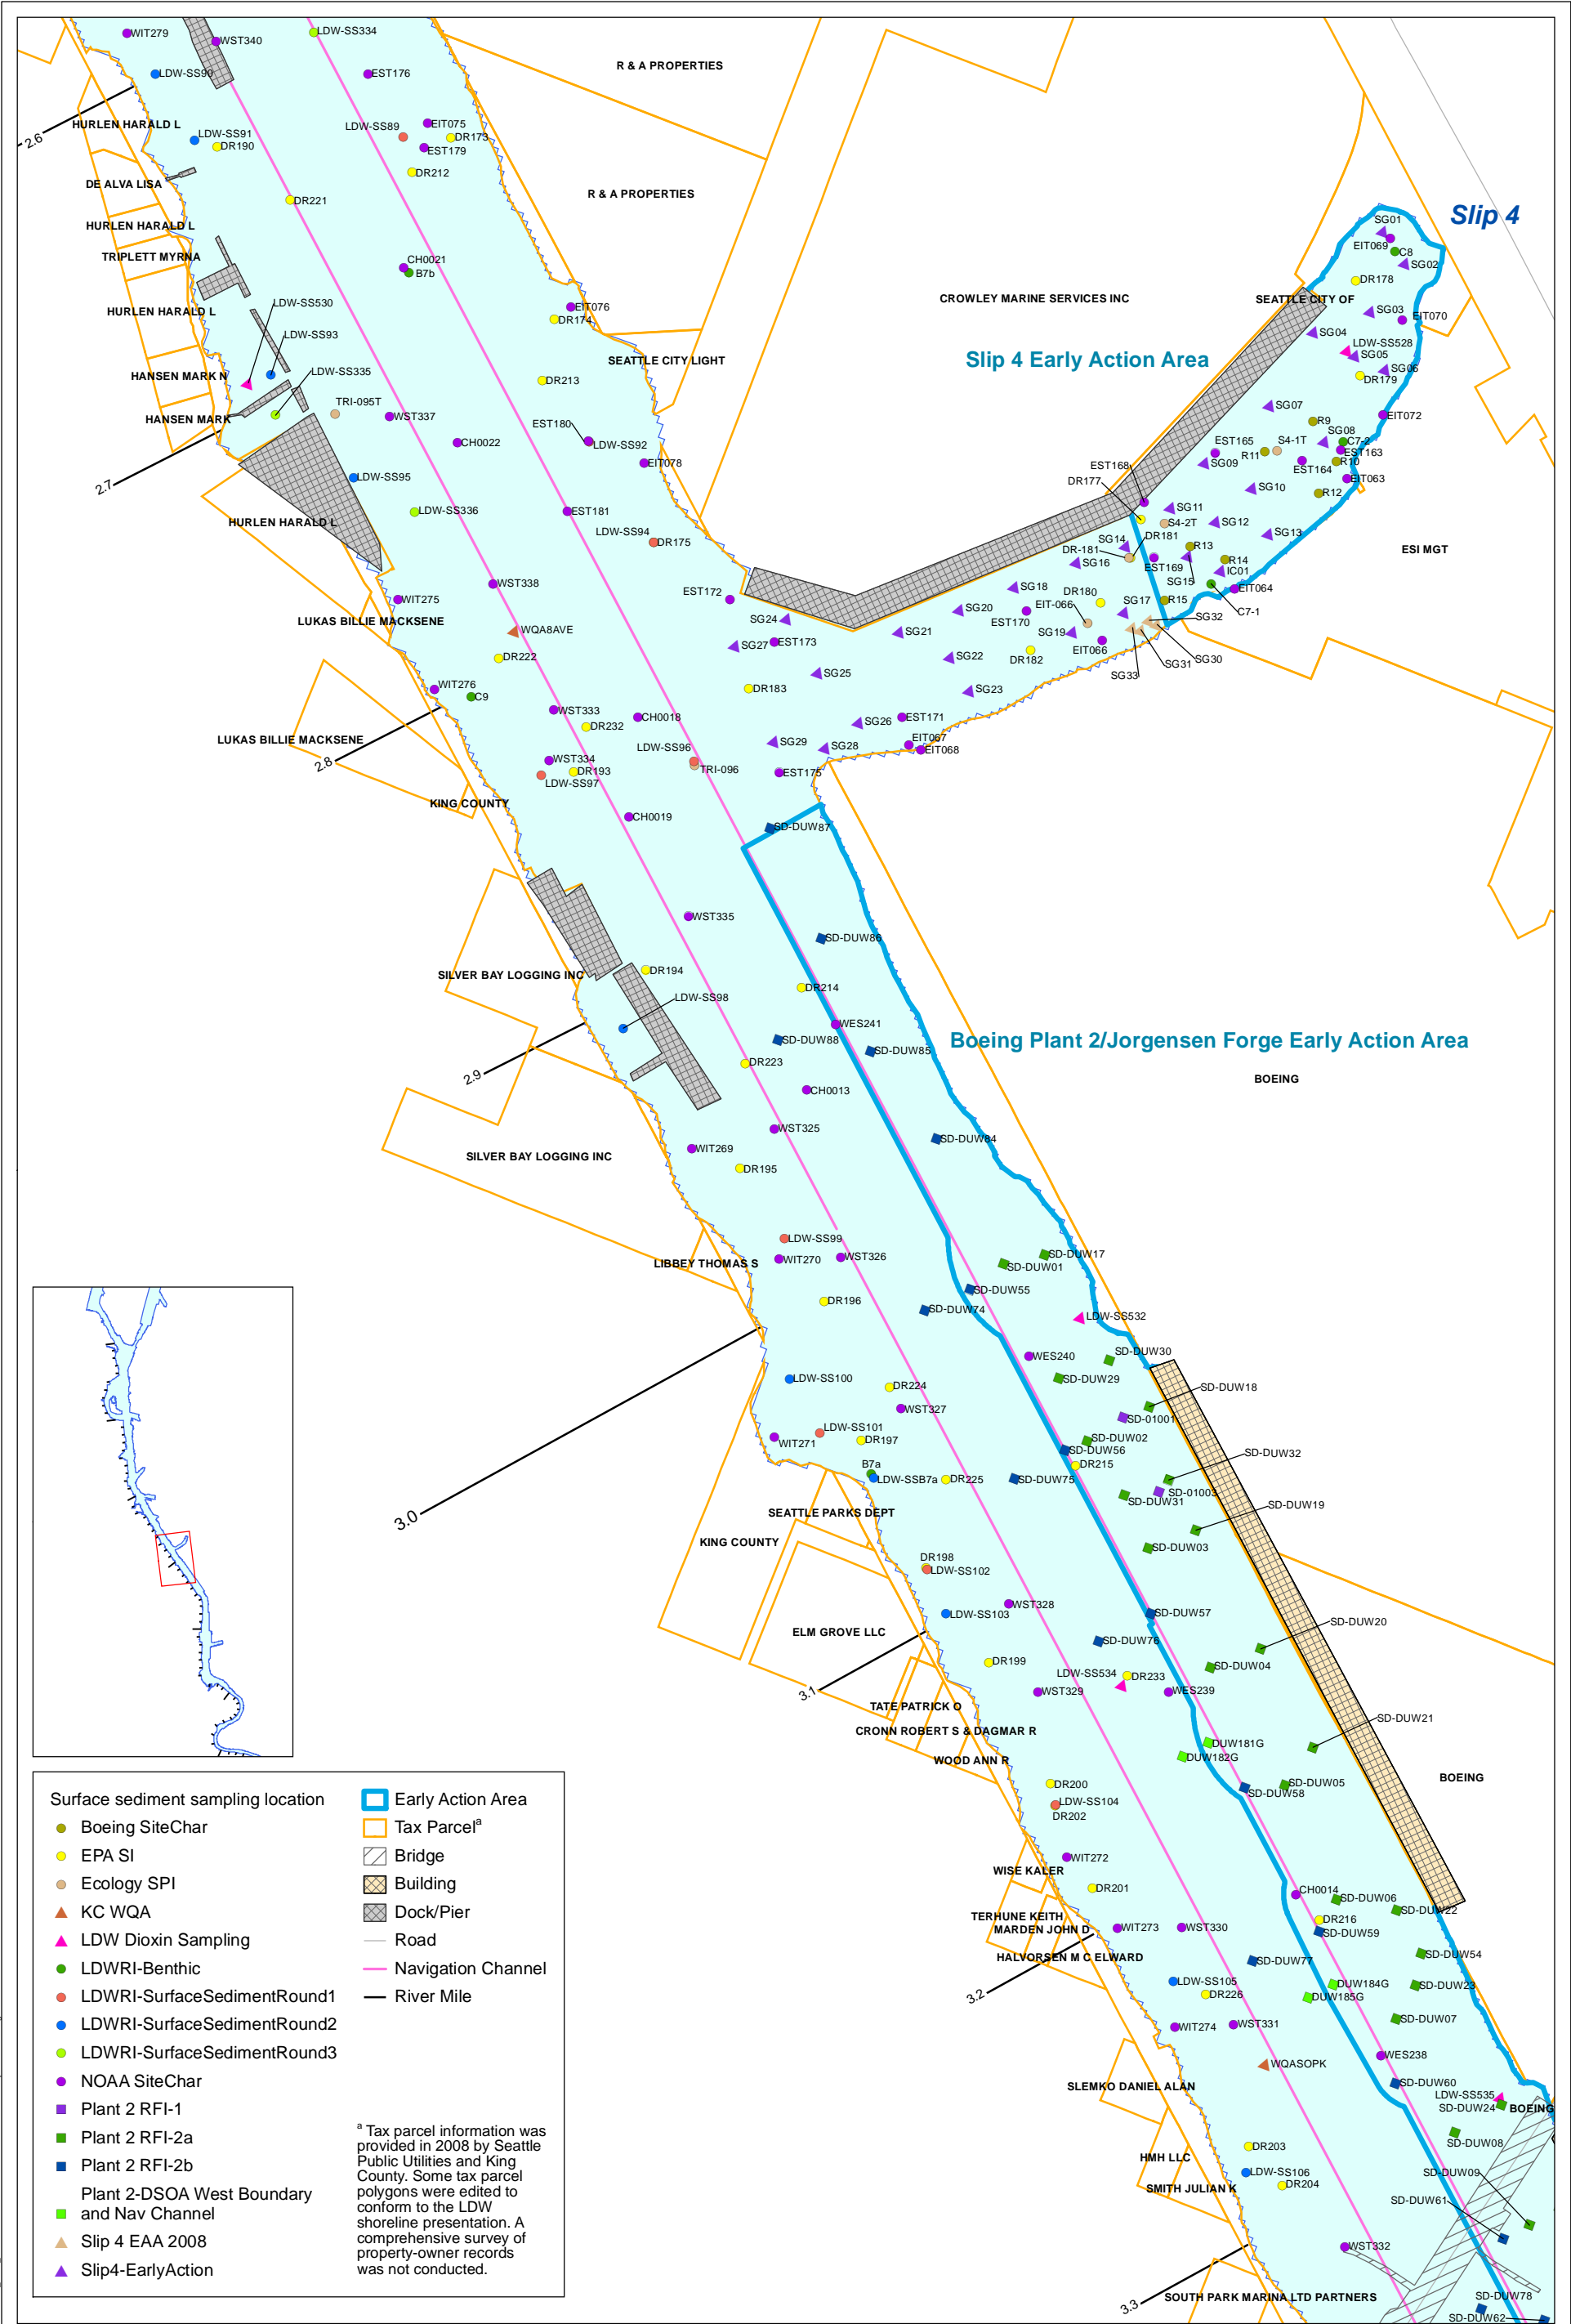 WIT279
WST340
LDW-SS334
LDW-SS90
EST176
R & A PROPERTIES
2.6
HURLEN HARALD L
LDW-SS91
DR190
LDW-SS89
EIT075
DR173
EST179
DR212
DE ALVA LISA
R & A PROPERTIES
DR221
HURLEN HARALD L
TRIPLETT MYRNA
CH0021
B7b
Slip 4
SG01
EIT069
C8
SG02
DR178
HURLEN HARALD L
LDW-SS530
LDW-SS93
EIT076
DR174
CROWLEY MARINE SERVICES INC
SEATTLE CITY OF
SG03
EIT070
SG04
LDW-SS528
SG05
SG06
DR179
Slip 4 Early Action Area
SEATTLE CITY LIGHT
HANSEN MARK N
LDW-SS335
DR213
HANSEN MARK
TRI-095T
WST337
EST180
LDW-SS92
CH0022
SG07
EIT072
R9
SG08
C7-2
EST163
EST165
S4-1T
R11
EST164
R10
SG09
EIT078
EST168
DR177
EIT063
2.7
LDW-SS95
SG10
R12
LDW-SS336
HURLEN HARALD L
EST181
LDW-SS94
DR175
SG11
S4-2T
SG12
SG13
SG14
DR181
DR-181
R13
ESI MGT
SG16
EST169
SG15
R14
IC01
EIT064
C7-1
WST338
WIT275
EST172
SG18
DR180
R15
LUKAS BILLIE MACKSENE
WQA8AVE
SG24
SG20
EIT-066
SG17
SG32
EST170
SG27
EST173
SG21
SG19
EIT066
SG30
SG31
SG33
DR222
SG22
DR182
SG25
WIT276
C9
DR183
SG23
WST333
CH0018
DR232
SG26
EST171
LUKAS BILLIE MACKSENE
2.8
LDW-SS96
SG29
SG28
EIT067
EIT068
WST334
DR193
LDW-SS97
TRI-096
EST175
KING COUNTY
CH0019
SD-DUW87
WST335
SD-DUW86
SILVER BAY LOGGING INC
DR194
DR214
LDW-SS98
WES241
SD-DUW88
SD-DUW85
Boeing Plant 2/Jorgensen Forge Early Action Area
2.9
DR223
BOEING
CH0013
WST325
SD-DUW84
WIT269
SILVER BAY LOGGING INC
DR195
LDW-SS99
LIBBEY THOMAS S
WIT270
WST326
SD-DUW17
SD-DUW01
SD-DUW55
DR196
SD-DUW74
LDW-SS532
WES240
SD-DUW30
LDW-SS100
SD-DUW29
DR224
SD-DUW18
WST327
SD-01001
LDW-SS101
WIT271
DR197
SD-DUW02
SD-DUW56
SD-DUW32
B7a
LDW-SSB7a
DR225
SD-DUW75
DR215
SD-01003
SD-DUW31
SD-DUW19
SEATTLE PARKS DEPT
3.0
KING COUNTY
SD-DUW03
DR198
LDW-SS102
WST328
LDW-SS103
SD-DUW57
SD-DUW20
ELM GROVE LLC
SD-DUW76
DR199
SD-DUW04
LDW-SS534
DR233
3.1
WST329
WES239
TATE PATRICK O
SD-DUW21
CRONN ROBERT S & DAGMAR R
DUW181G
DUW182G
WOOD ANN R
BOEING
DR200
SD-DUW05
SD-DUW58
LDW-SS104
DR202
WIT272
WISE KALER
DR201
CH0014
SD-DUW06
SD-DUW22
TERHUNE KEITH
MARDEN JOHN D
WIT273
WST330
DR216
SD-DUW59
HALVORSEN M C ELWARD
SD-DUW77
SD-DUW54
3.2
LDW-SS105
DR226
DUW184G
DUW185G
SD-DUW23
WIT274
WST331
SD-DUW07
WQASOPK
WES238
SLEMKO DANIEL ALAN
SD-DUW60
LDW-SS535
SD-DUW24
BOEING
HMH LLC
DR203
SD-DUW08
LDW-SS106
DR204
SD-DUW09
SMITH JULIAN K
SD-DUW61
WST332
SOUTH PARK MARINA LTD PARTNERS
3.3
SD-DUW78
SD-DUW62
Surface sediment sampling location
Boeing SiteChar
EPA SI
Ecology SPI
KC WQA
LDW Dioxin Sampling
LDWRI-Benthic
LDWRI-SurfaceSedimentRound1
LDWRI-SurfaceSedimentRound2
LDWRI-SurfaceSedimentRound3
NOAA SiteChar
Plant 2 RFI-1
Plant 2 RFI-2a
Plant 2 RFI-2b
Plant 2-DSOA West Boundary
and Nav Channel
Slip 4 EAA 2008
Slip4-EarlyAction
Early Action Area
Tax Parcel^a
Bridge
Building
Dock/Pier
Road
Navigation Channel
River Mile
^a Tax parcel information was
provided in 2008 by Seattle
Public Utilities and King
County. Some tax parcel
polygons were edited to
conform to the LDW
shoreline presentation. A
comprehensive survey of
property-owner records
was not conducted.